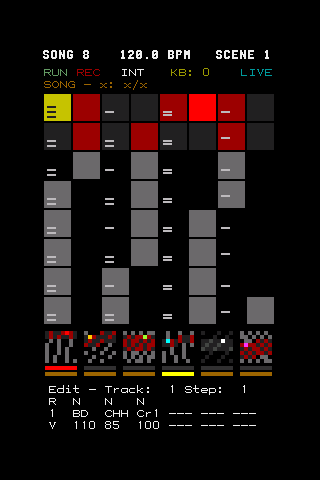 SONG 8 120.0 BPM SCENE 1
RUN REC INT KB: O LIVE
SONG - x: x/x
Edit - Track: 1 Step: 1
R N N N
1 BD CHH Cr1 --- --- ---
V 110 85 100 --- --- ---